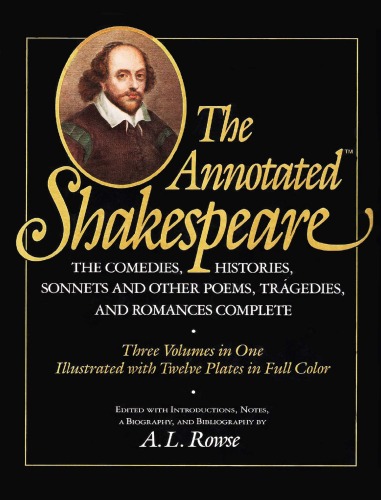 The
Annotated™
Shakespeare
THE COMEDIES, HISTORIES,
SONNETS AND OTHER POEMS, TRAGEDIES,
AND ROMANCES COMPLETE
Three Volumes in One
Illustrated with Twelve Plates in Full Color
EDITED WITH INTRODUCTIONS, NOTES,
A BIOGRAPHY, AND BIBLIOGRAPHY BY
A. L. ROWSE